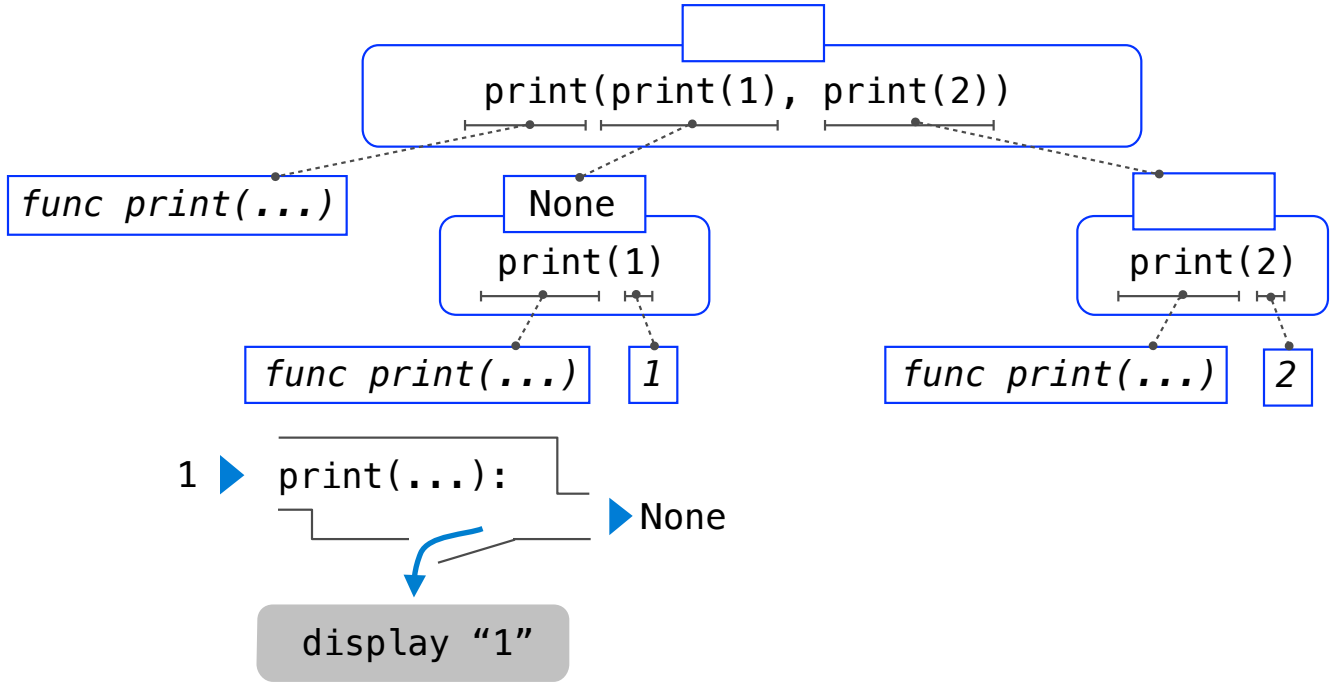 print(print(1), print(2))
func print(...)
None
print(1)
print(2)
func print(...)
1
func print(...)
2
1
print(...):
None
display “1”